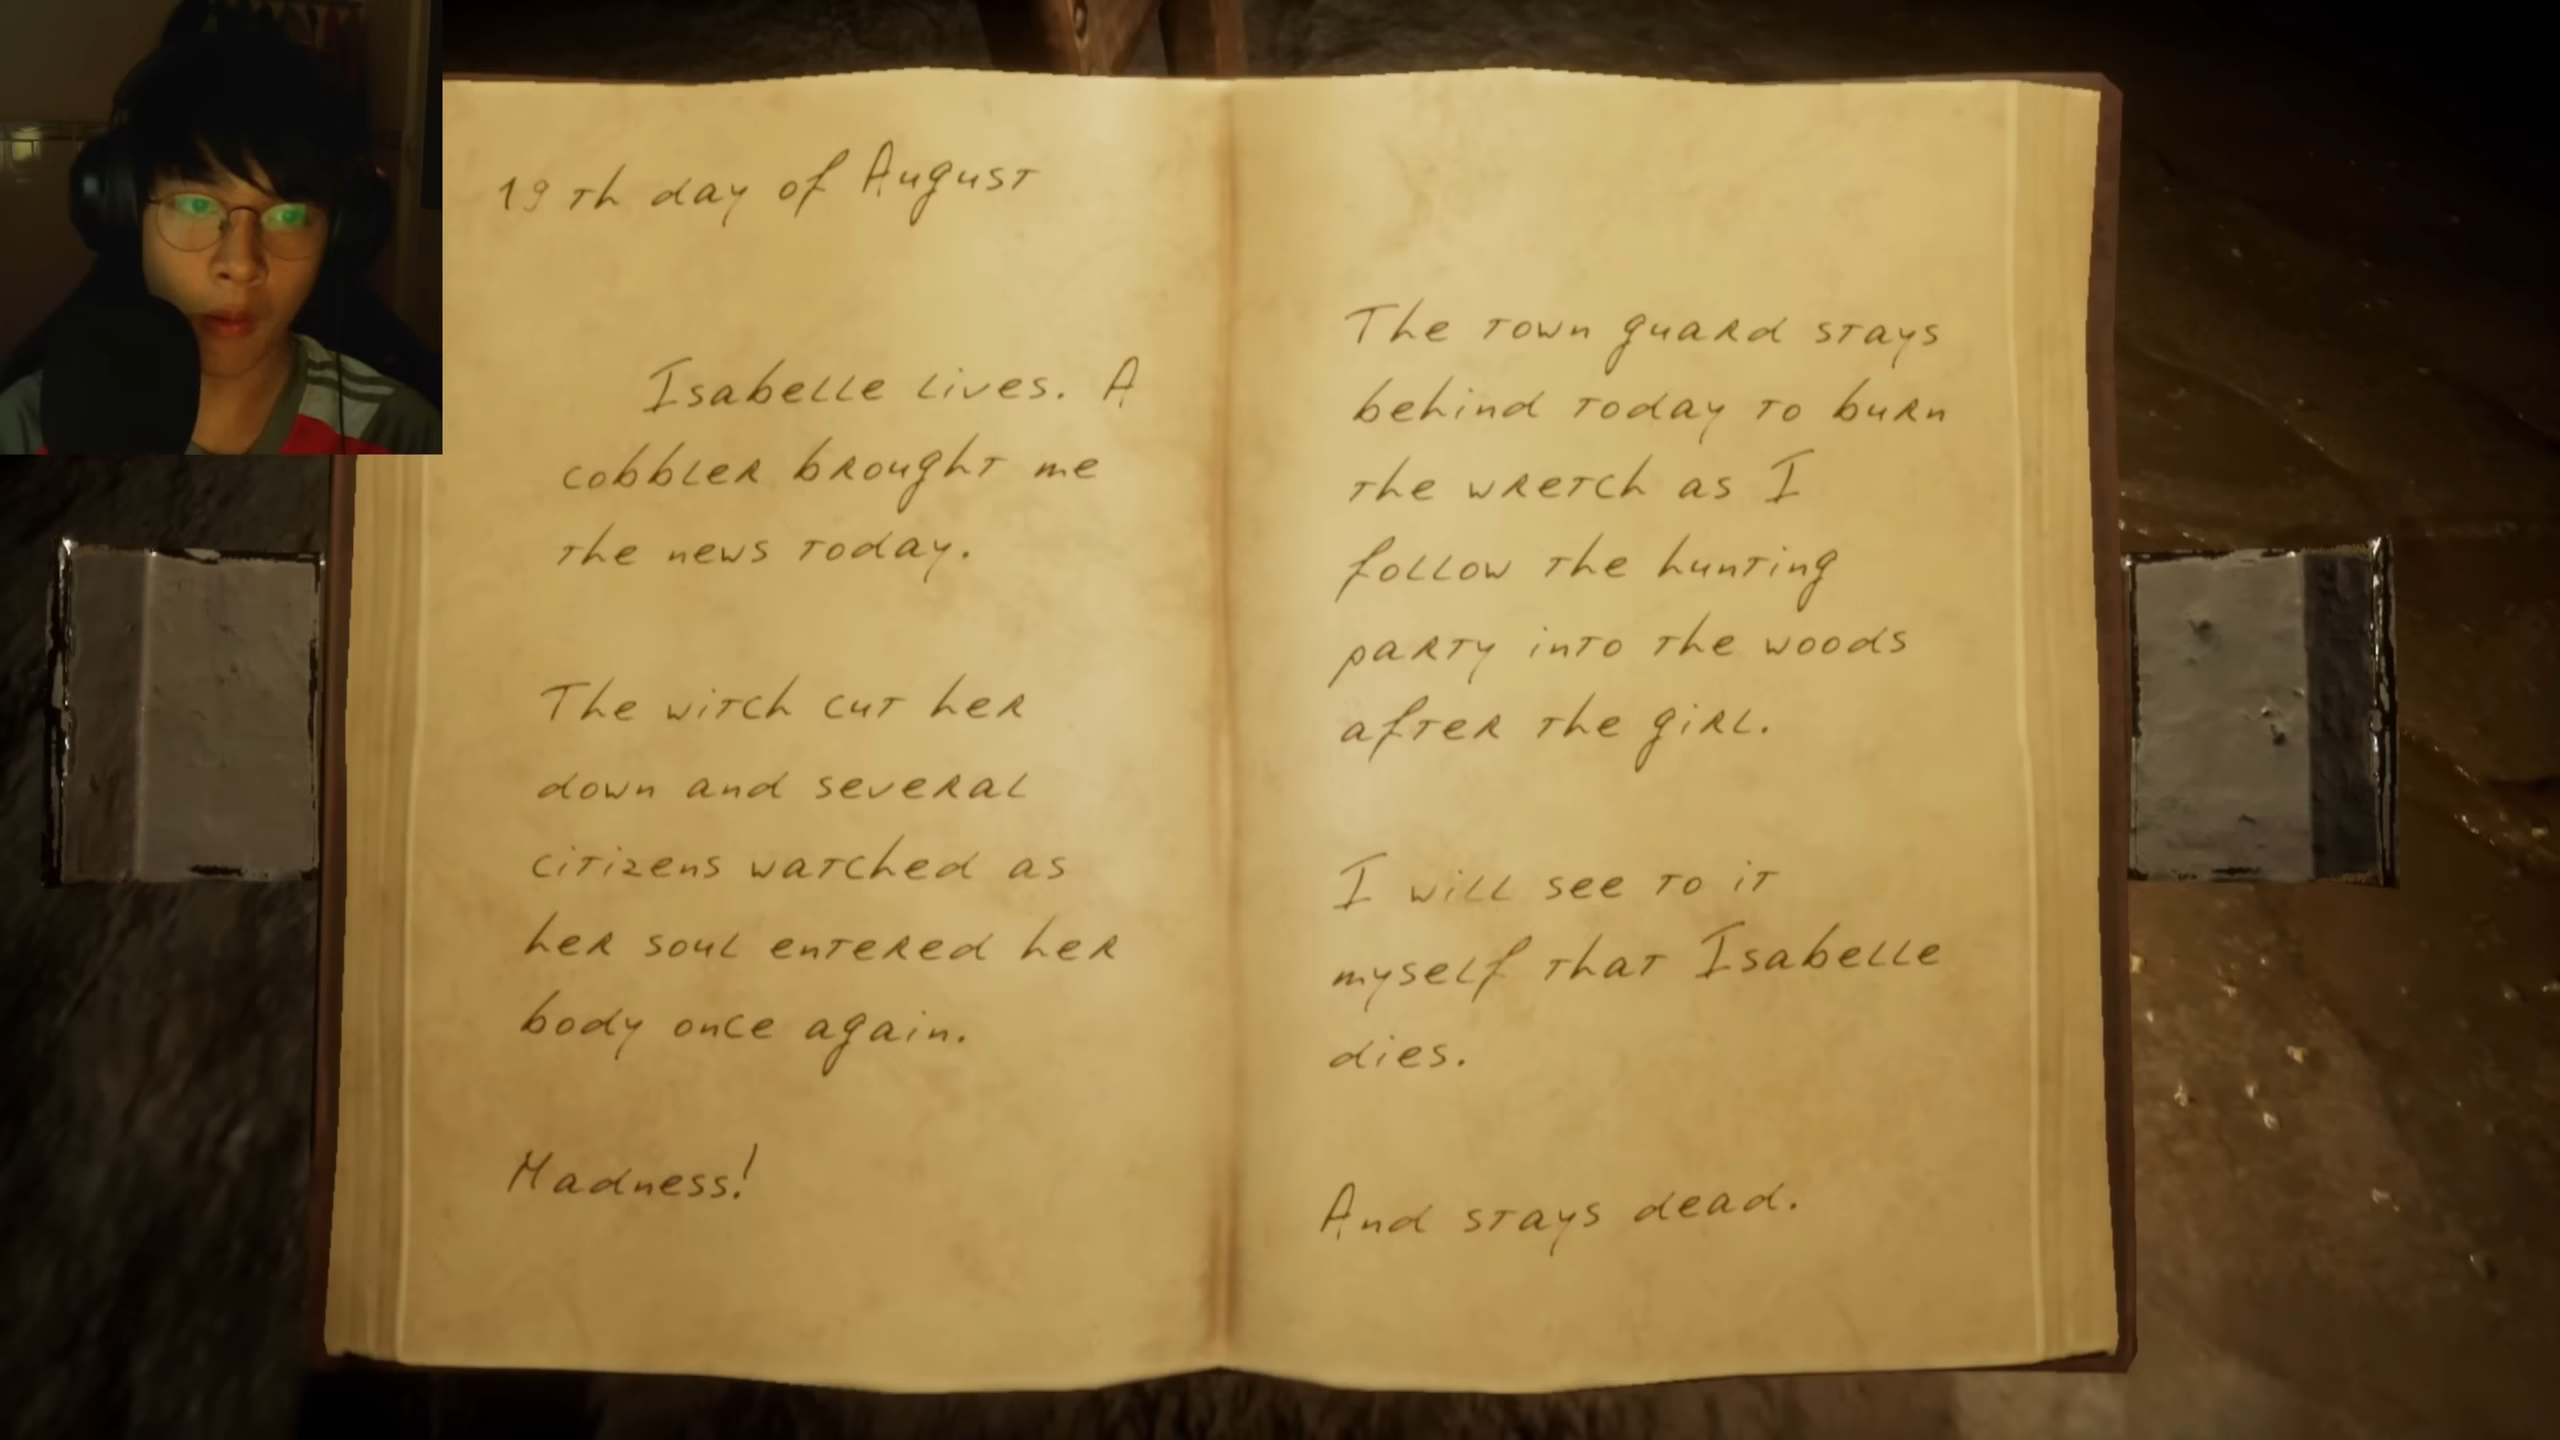 19th day of August
Isabelle lives. A
cobbler brought me
the news today.
The witch cut her
down and several
citizens watched as
her soul entered her
body once again.
Madness!
The town guard stays
behind today to burn
the wretch as I
follow the hunting
party into the woods
after the girl.
I will see to it
myself that Isabelle
dies.
And stays dead.